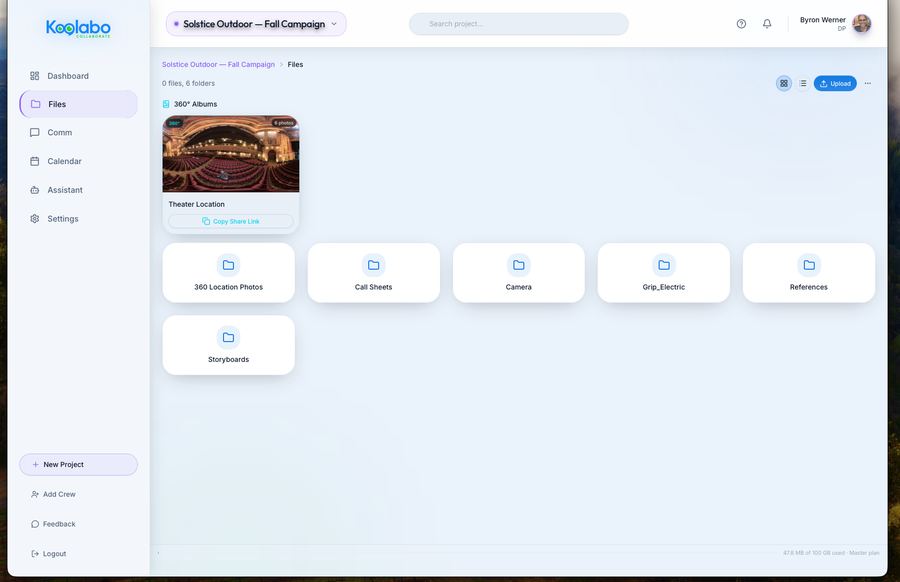 Koolabo
COLLABORATE
Solstice Outdoor — Fall Campaign
Search project...
Byron Werner
DP
Dashboard
Files
Comm
Calendar
Assistant
Settings
New Project
Add Crew
Feedback
Logout
Solstice Outdoor — Fall Campaign > Files
0 files, 6 folders
Upload
360° Albums
360°
6 photos
Theater Location
Copy Share Link
360 Location Photos
Call Sheets
Camera
Grip_Electric
References
Storyboards
47.8 MB of 100 GB used · Master plan